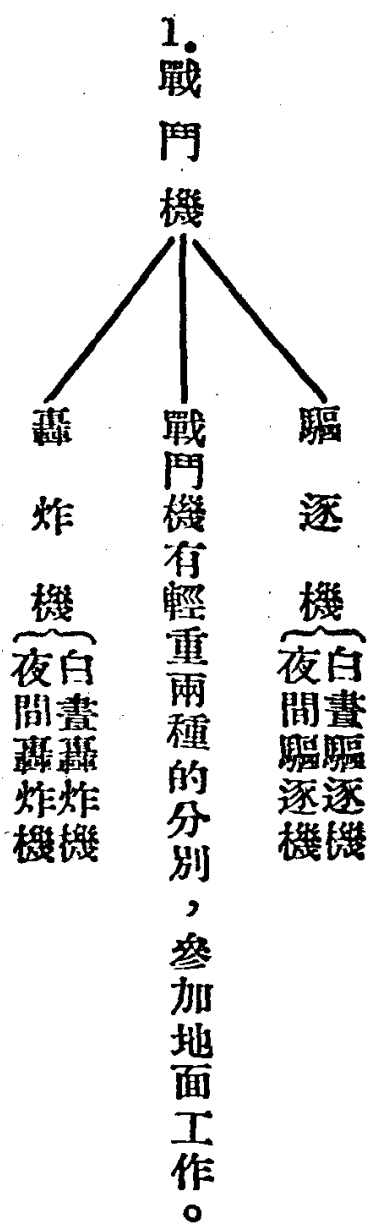 1.戰鬥機
驅逐機
白晝驅逐機
夜間驅逐機
戰鬥機有輕重兩種的分別，參加地面工作。
轟炸機
白晝轟炸機
夜間轟炸機